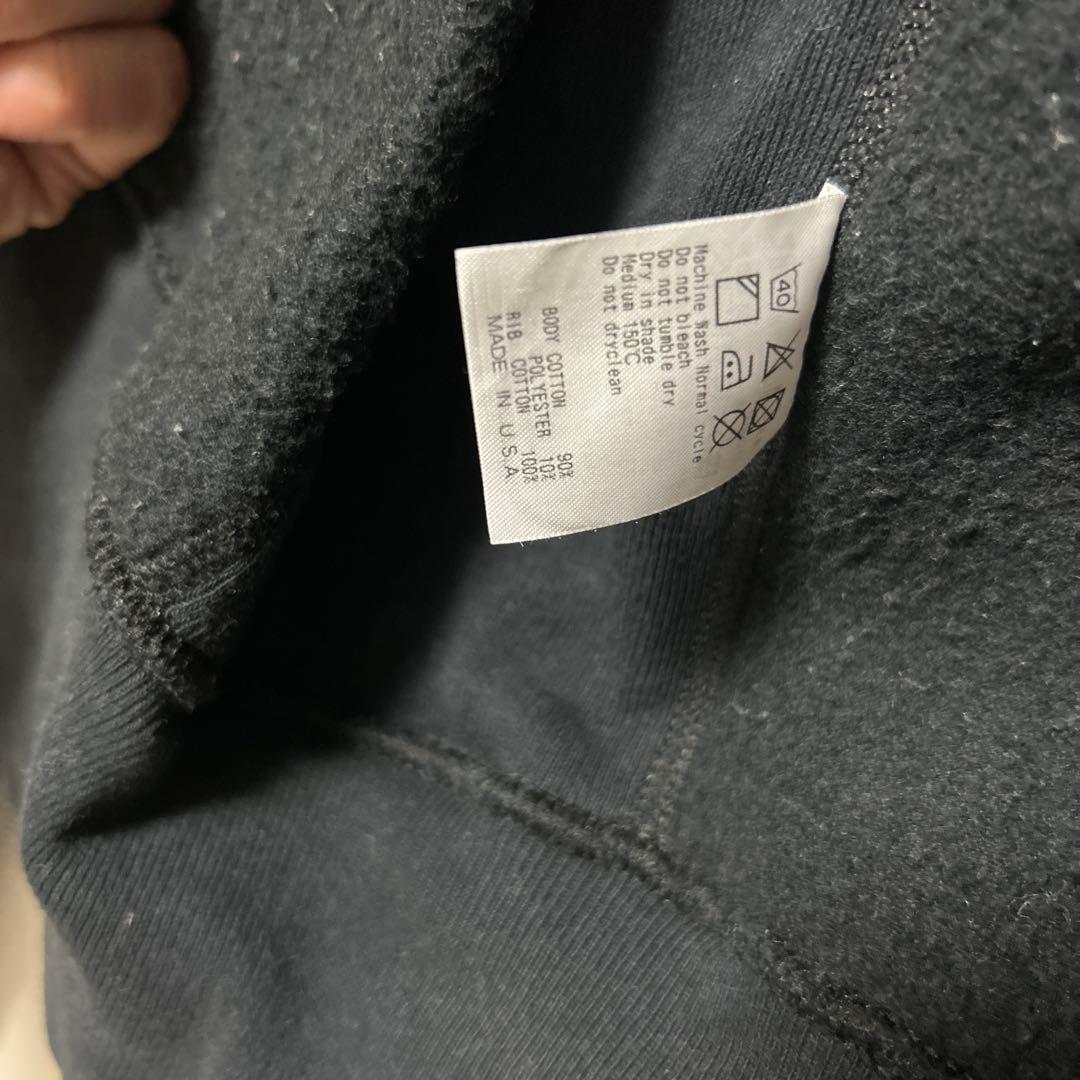 40
Machine Wash Normal cycle
Do not bleach
Do not tumble dry
Dry in shade
Medium 150℃
Do not dryclean
BODY COTTON 90%
POLYESTER 10%
RIB COTTON 100%
MADE IN U.S.A